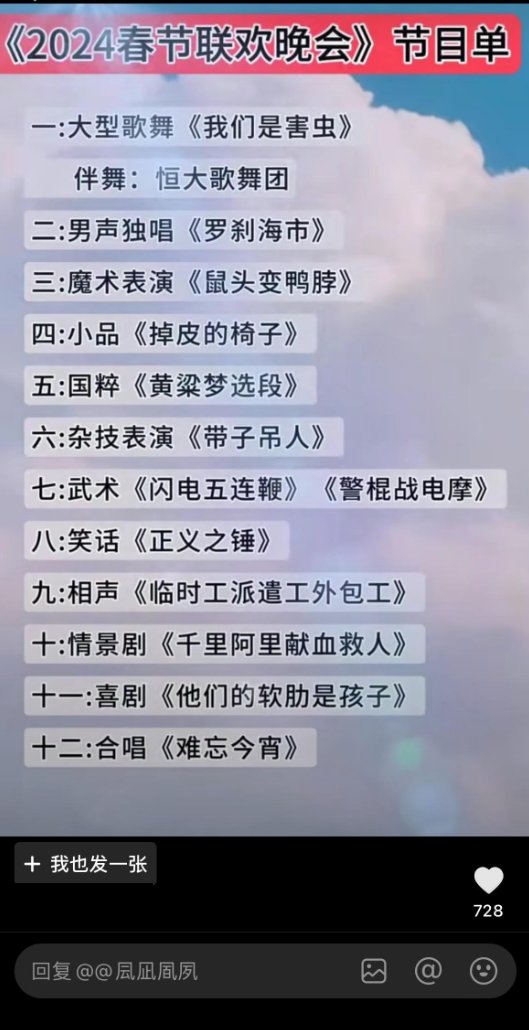 《2024春节联欢晚会》节目单
一:大型歌舞《我们是害虫》
伴舞：恒大歌舞团
二:男声独唱《罗刹海市》
三:魔术表演《鼠头变鸭脖》
四:小品《掉皮的椅子》
五:国粹《黄粱梦选段》
六:杂技表演《带子吊人》
七:武术《闪电五连鞭》《警棍战电摩》
八:笑话《正义之锤》
九:相声《临时工派遣工外包工》
十:情景剧《千里阿里献血救人》
十一:喜剧《他们的软肋是孩子》
十二:合唱《难忘今宵》
+ 我也发一张
728
回复 @@凨凪凬夙